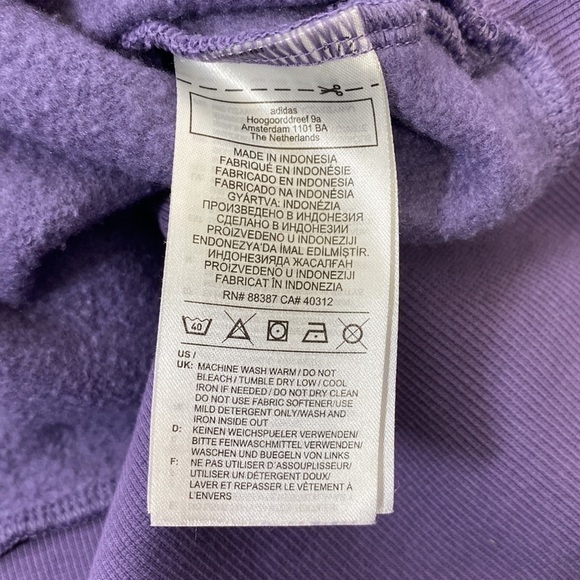 adidas
Hoogoorddreef 9a
Amsterdam 1101 BA
The Netherlands
MADE IN INDONESIA
FABRIQUÉ EN INDONÉSIE
FABRICADO EN INDONESIA
FABRICADO NA INDONÉSIA
GYÁRTVA: INDONÉZIA
ПРОИЗВЕДЕНО В ИНДОНЕЗИЯ
СДЕЛАНО В ИНДОНЕЗИИ
PROIZVEDENO U INDONEZIJI
ENDONEZYA'DA İMAL EDİLMİŞTİR.
ИНДОНЕЗИЯДА ЖАСАЛҒАН
PROIZVEDENO U INDONEZIJI
FABRICAT ÎN INDONEZIA
RN# 88387 CA# 40312
40
US /
UK: MACHINE WASH WARM / DO NOT
BLEACH / TUMBLE DRY LOW / COOL
IRON IF NEEDED / DO NOT DRY CLEAN
DO NOT USE FABRIC SOFTENER/USE
MILD DETERGENT ONLY/WASH AND
IRON INSIDE OUT
D: KEINEN WEICHSPUELER VERWENDEN/
BITTE FEINWASCHMITTEL VERWENDEN
WASCHEN UND BUEGELN VON LINKS
F: NE PAS UTILISER D'ASSOUPLISSEUR/
UTILISER UN DÉTERGENT DOUX/
LAVER ET REPASSER LE VÊTEMENT À
L'ENVERS